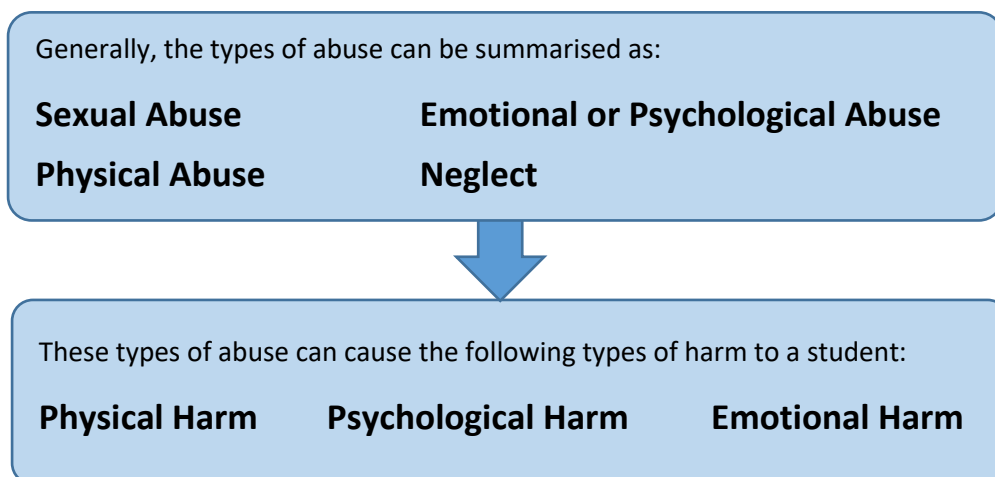 Generally, the types of abuse can be summarised as:
Sexual Abuse Emotional or Psychological Abuse
Physical Abuse Neglect
These types of abuse can cause the following types of harm to a student:
Physical Harm Psychological Harm Emotional Harm